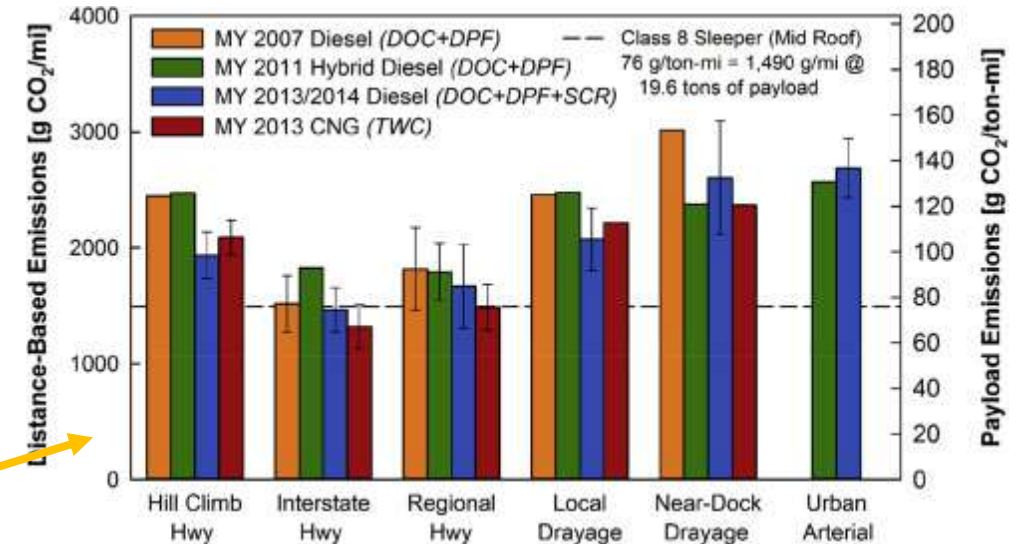 4000
3000
2000
1000
0
Distance-Based Emissions [g CO₂/mi]
MY 2007 Diesel (DOC+DPF)
MY 2011 Hybrid Diesel (DOC+DPF)
MY 2013/2014 Diesel (DOC+DPF+SCR)
MY 2013 CNG (TWC)
Class 8 Sleeper (Mid Roof)
76 g/ton-mi = 1,490 g/mi @
19.6 tons of payload
200
180
160
140
120
100
80
60
40
20
0
Payload Emissions [g CO₂/ton-mi]
Hill Climb
Hwy
Interstate
Hwy
Regional
Hwy
Local
Drayage
Near-Dock
Drayage
Urban
Arterial